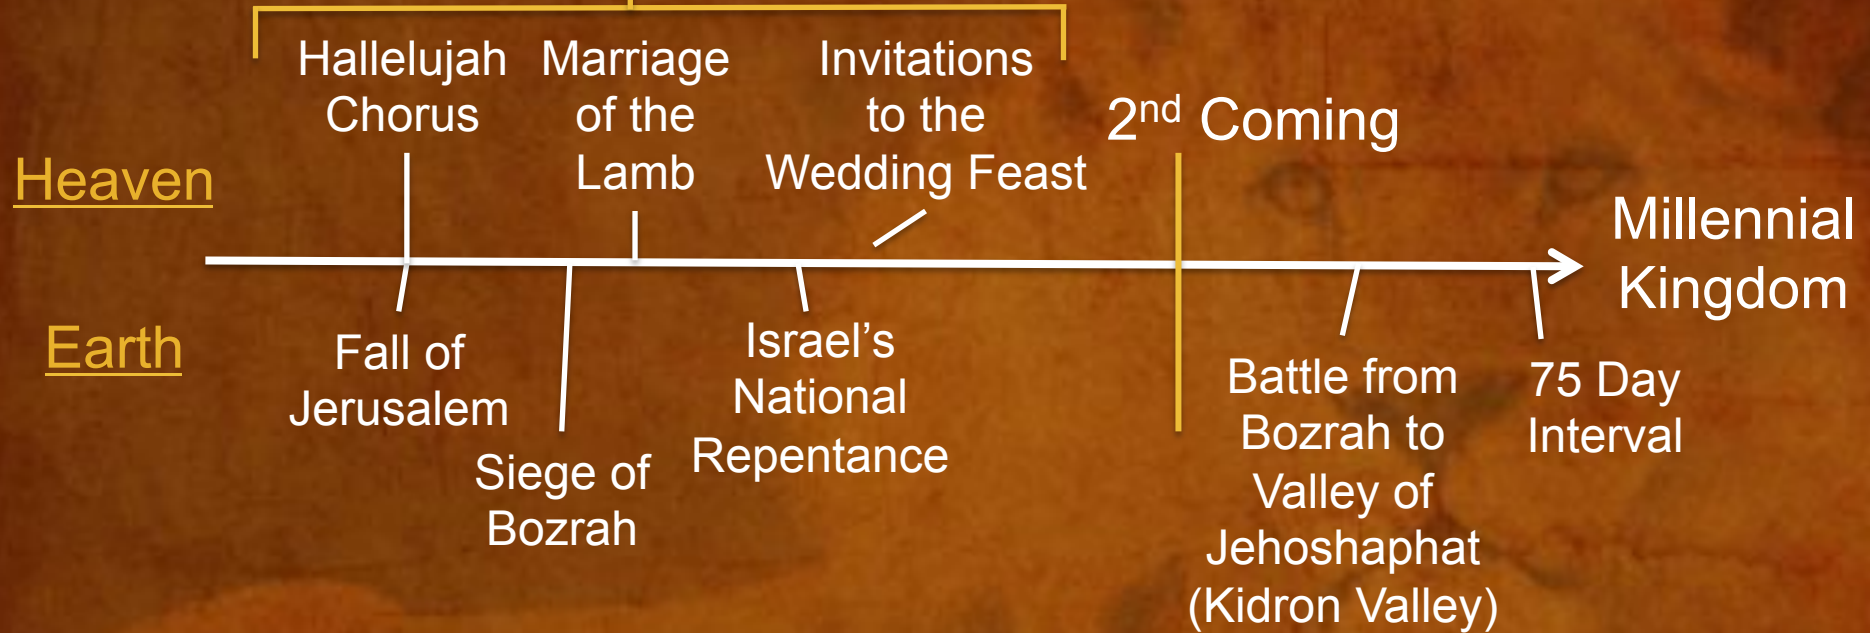 Hallelujah
Chorus
Marriage
of the
Lamb
Invitations
to the
Wedding Feast
2nd Coming
Heaven
Millennial
Kingdom
Earth
Fall of
Jerusalem
Siege of
Bozrah
Israel’s
National
Repentance
Battle from
Bozrah to
Valley of
Jehoshaphat
(Kidron Valley)
75 Day
Interval